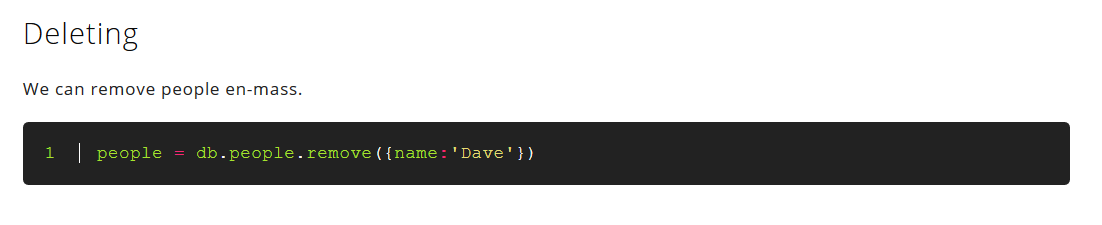 Deleting
We can remove people en-mass.
1 people = db.people.remove({name:'Dave'})